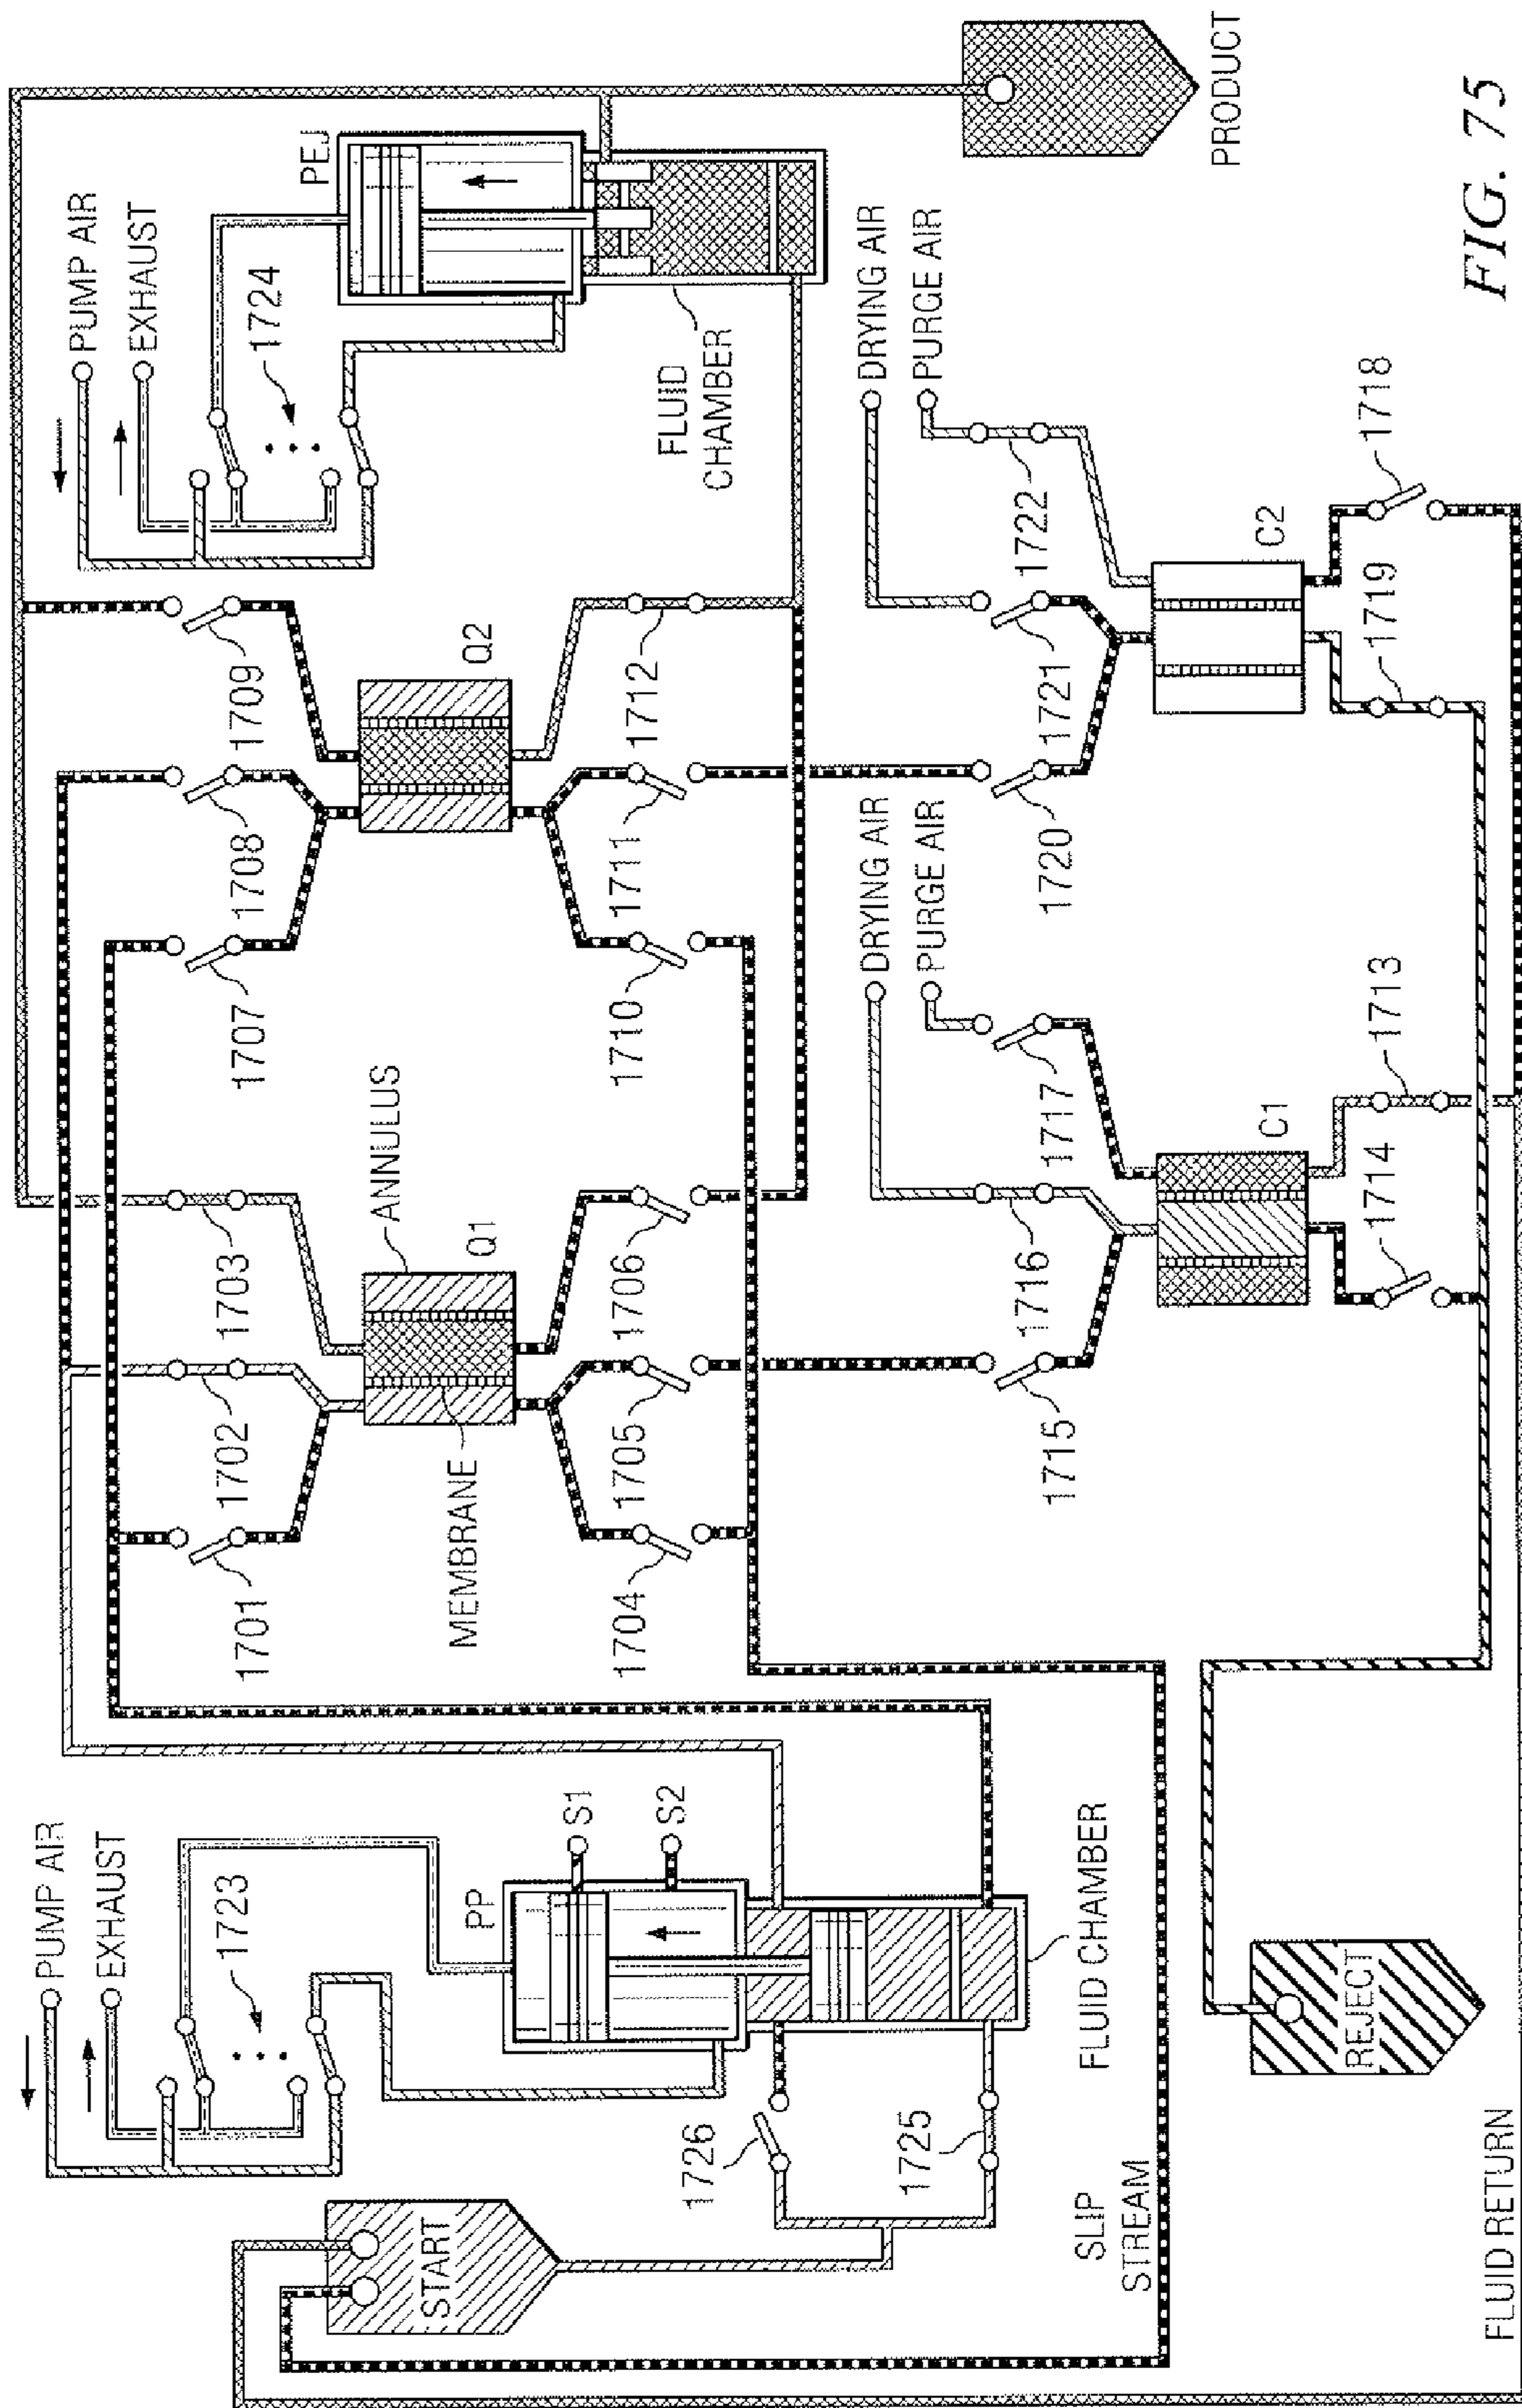 PUMP AIR
EXHAUST
1723
START
PP
S1
S2
1726
1725
FLUID CHAMBER
SLIP
STREAM
REJECT
FLUID RETURN
1701
1702
1703
ANNULUS
MEMBRANE
Q1
1704
1705
1706
1707
1708
1709
Q2
1710
1711
1712
PUMP AIR
EXHAUST
1724
PEJ
FLUID
CHAMBER
PRODUCT
DRYING AIR
PURGE AIR
1715
1716
1717
C1
1714
1713
DRYING AIR
PURGE AIR
1720
1721
1722
C2
1719
1718
FIG. 75